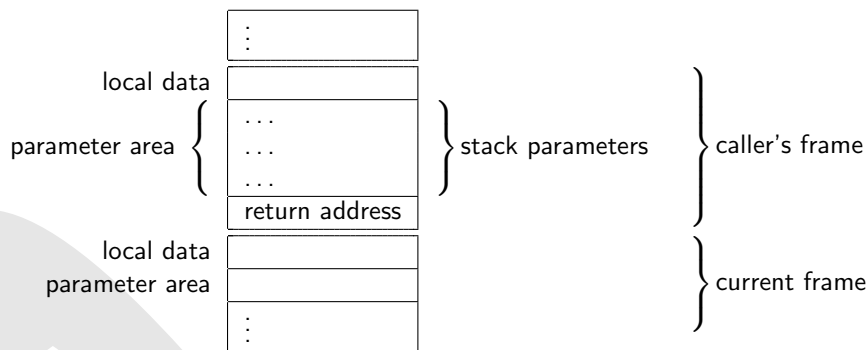 ⋮
local data
parameter area
. . .
. . .
. . .
stack parameters
caller's frame
return address
local data
parameter area
current frame
⋮